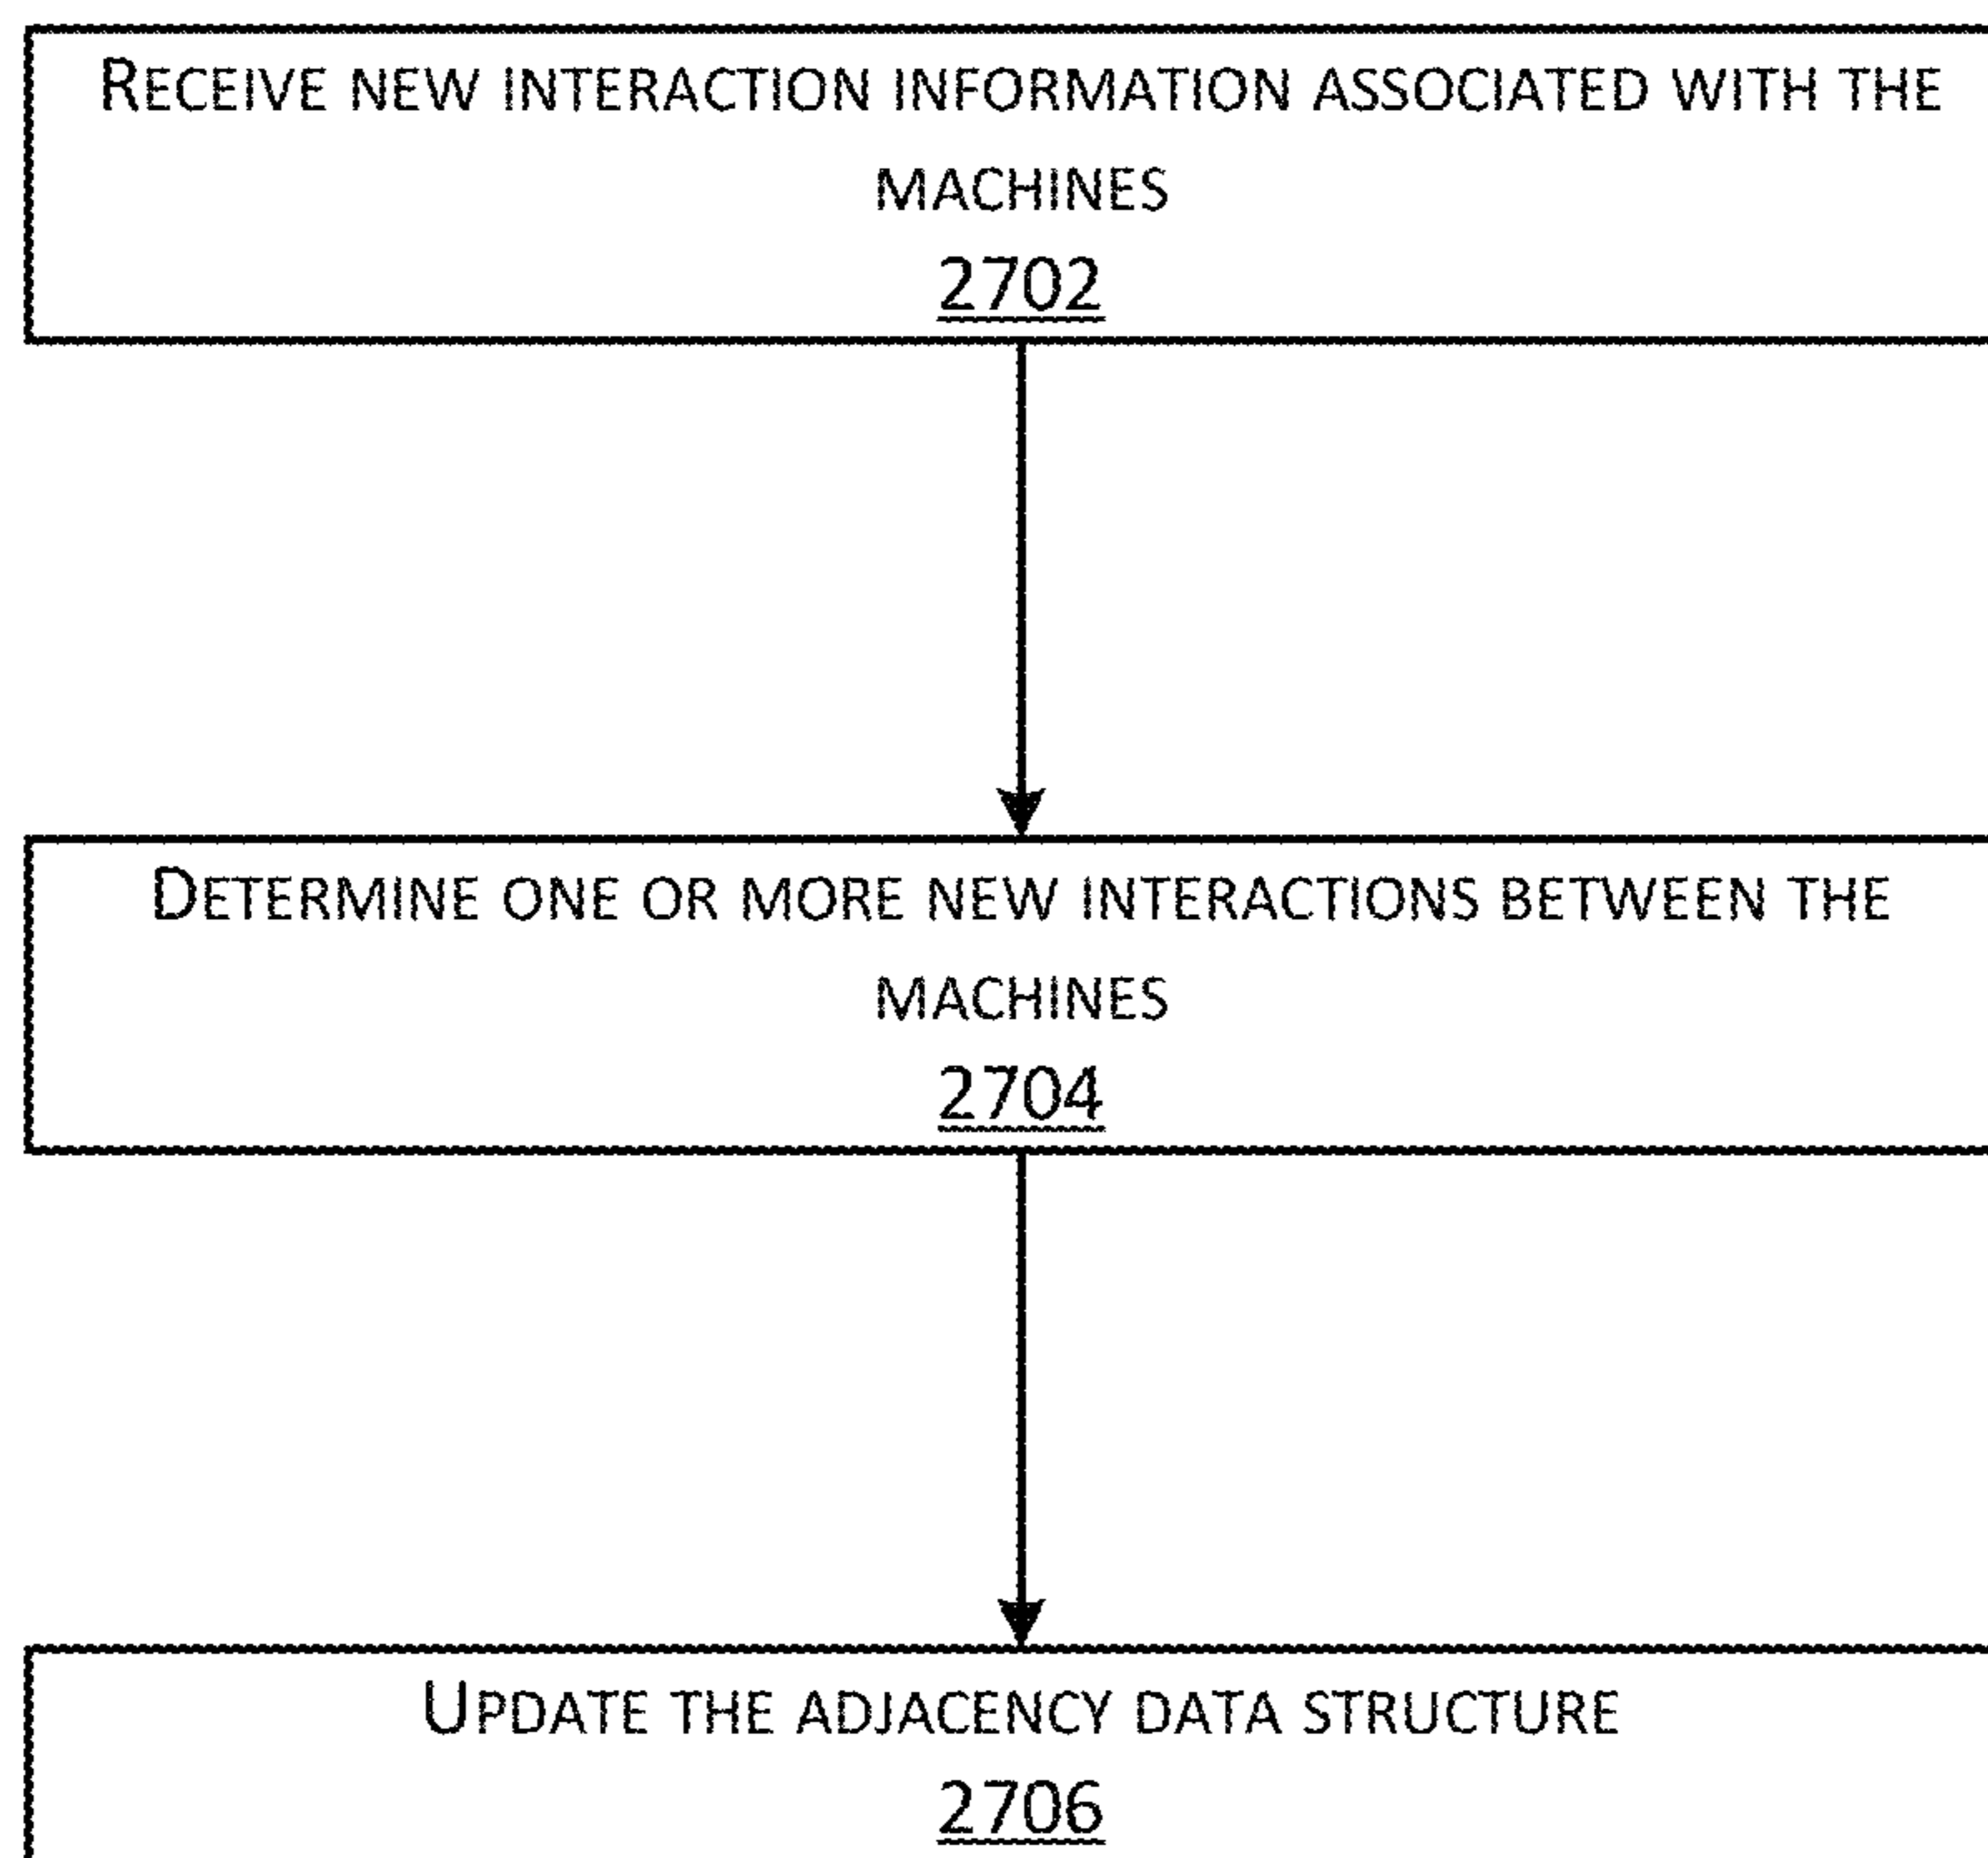 RECEIVE NEW INTERACTION INFORMATION ASSOCIATED WITH THE
MACHINES
2702
DETERMINE ONE OR MORE NEW INTERACTIONS BETWEEN THE
MACHINES
2704
UPDATE THE ADJACENCY DATA STRUCTURE
2706